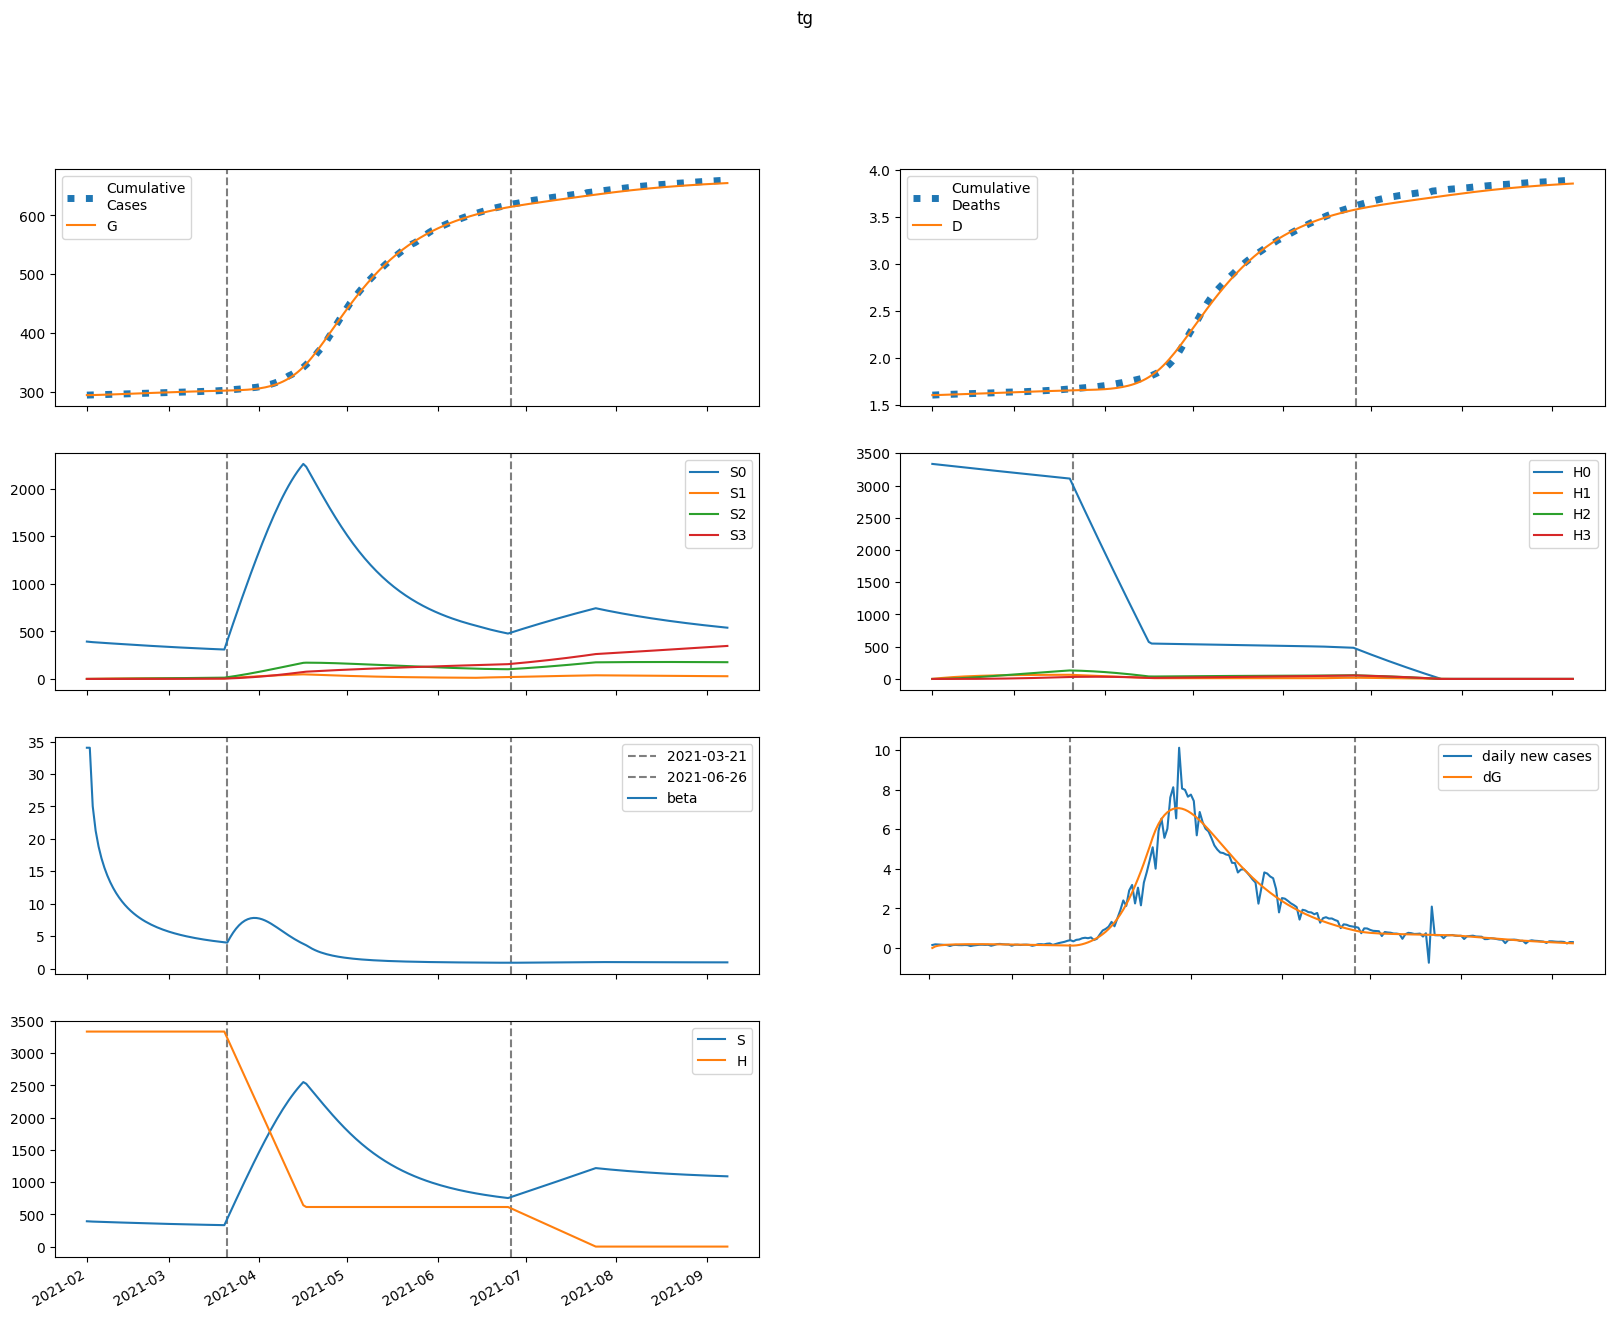 tg
Cumulative
Cases
G
600
500
400
300
Cumulative
Deaths
D
4.0
3.5
3.0
2.5
2.0
1.5
S0
S1
S2
S3
2000
1500
1000
500
0
H0
H1
H2
H3
3500
3000
2500
2000
1500
1000
500
0
2021-03-21
2021-06-26
beta
35
30
25
20
15
10
5
0
daily new cases
dG
10
8
6
4
2
0
S
H
3500
3000
2500
2000
1500
1000
500
0
2021-02
2021-03
2021-04
2021-05
2021-06
2021-07
2021-08
2021-09